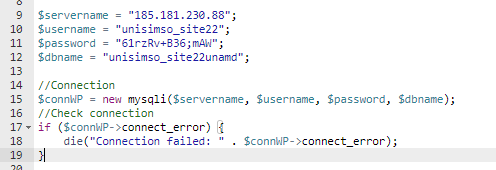 8
9 $servername = "185.181.230.88";
10 $username = "unisimso_site22";
11 $password = "61rzRv+B36;mAW";
12 $dbname = "unisimso_site22unamd";
13
14 //Connection
15 $connWP = new mysqli($servername, $username, $password, $dbname);
16 //Check connection
17 if ($connWP->connect_error) {
18 die("Connection failed: " . $connWP->connect_error);
19 }
20